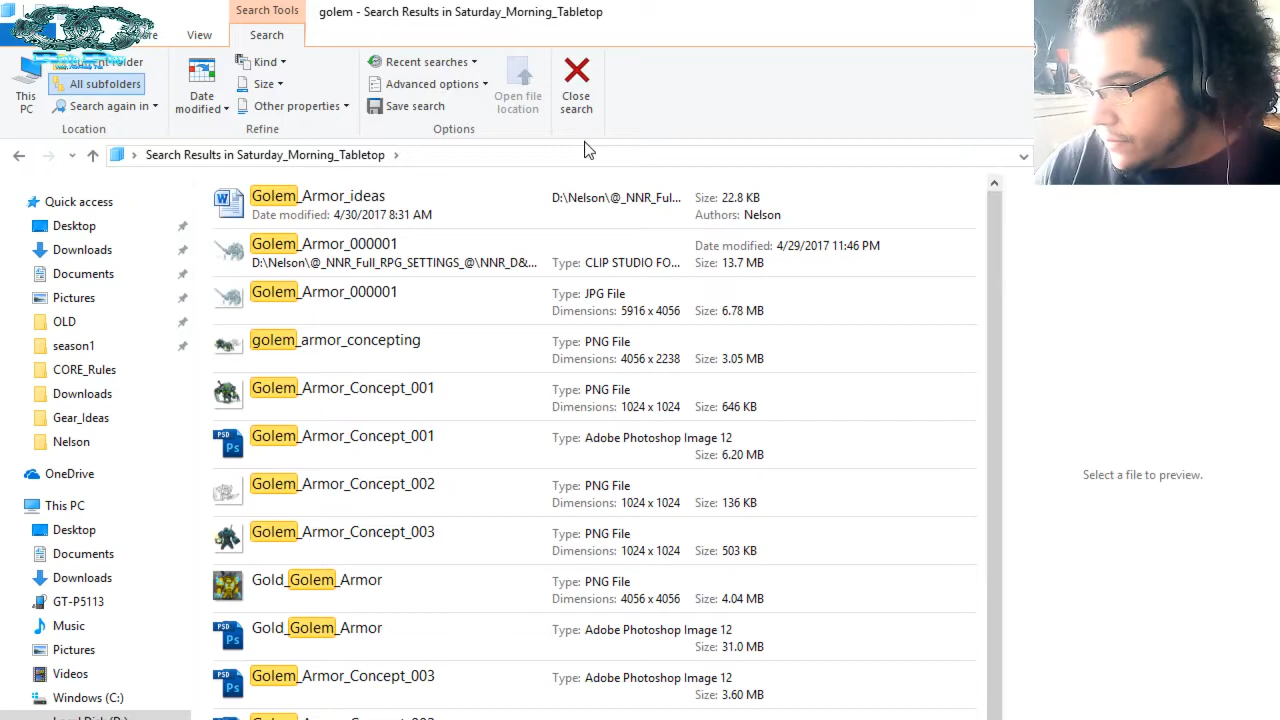 Search Tools
golem - Search Results in Saturday_Morning_Tabletop
View
Search
Kind
Recent searches
All subfolders
Size
Advanced options
This PC
Search again in
Date modified
Other properties
Save search
Open file location
Close search
Location
Refine
Options
Search Results in Saturday_Morning_Tabletop
Quick access
Desktop
Downloads
Documents
Pictures
OLD
season1
CORE_Rules
Downloads
Gear_Ideas
Nelson
OneDrive
This PC
Desktop
Documents
Downloads
GT-P5113
Music
Pictures
Videos
Windows (C:)
Golem_Armor_ideas
D:\Nelson\@_NNR_Ful...
Size: 22.8 KB
Date modified: 4/30/2017 8:31 AM
Authors: Nelson
Golem_Armor_000001
Date modified: 4/29/2017 11:46 PM
D:\Nelson\@_NNR_Full_RPG_SETTINGS_@\NNR_D&...
Type: CLIP STUDIO FO...
Size: 13.7 MB
Golem_Armor_000001
Type: JPG File
Dimensions: 5916 x 4056
Size: 6.78 MB
golem_armor_concepting
Type: PNG File
Dimensions: 4056 x 2238
Size: 3.05 MB
Golem_Armor_Concept_001
Type: PNG File
Dimensions: 1024 x 1024
Size: 646 KB
PSD
Ps
Golem_Armor_Concept_001
Type: Adobe Photoshop Image 12
Size: 6.20 MB
Golem_Armor_Concept_002
Type: PNG File
Dimensions: 1024 x 1024
Size: 136 KB
Golem_Armor_Concept_003
Type: PNG File
Dimensions: 1024 x 1024
Size: 503 KB
Gold_Golem_Armor
Type: PNG File
Dimensions: 4056 x 4056
Size: 4.04 MB
PSD
Ps
Gold_Golem_Armor
Type: Adobe Photoshop Image 12
Size: 31.0 MB
PSD
Ps
Golem_Armor_Concept_003
Type: Adobe Photoshop Image 12
Size: 3.60 MB
Select a file to preview.